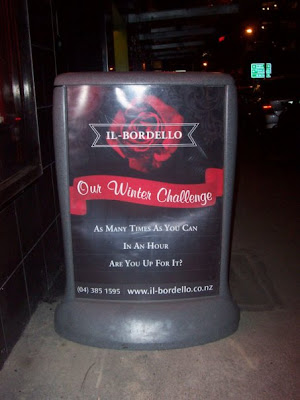 IL-BORDELLO
Our Winter Challenge
As Many Times As You Can
In An Hour
Are You Up For It?
(04) 385 1595 www.il-bordello.co.nz